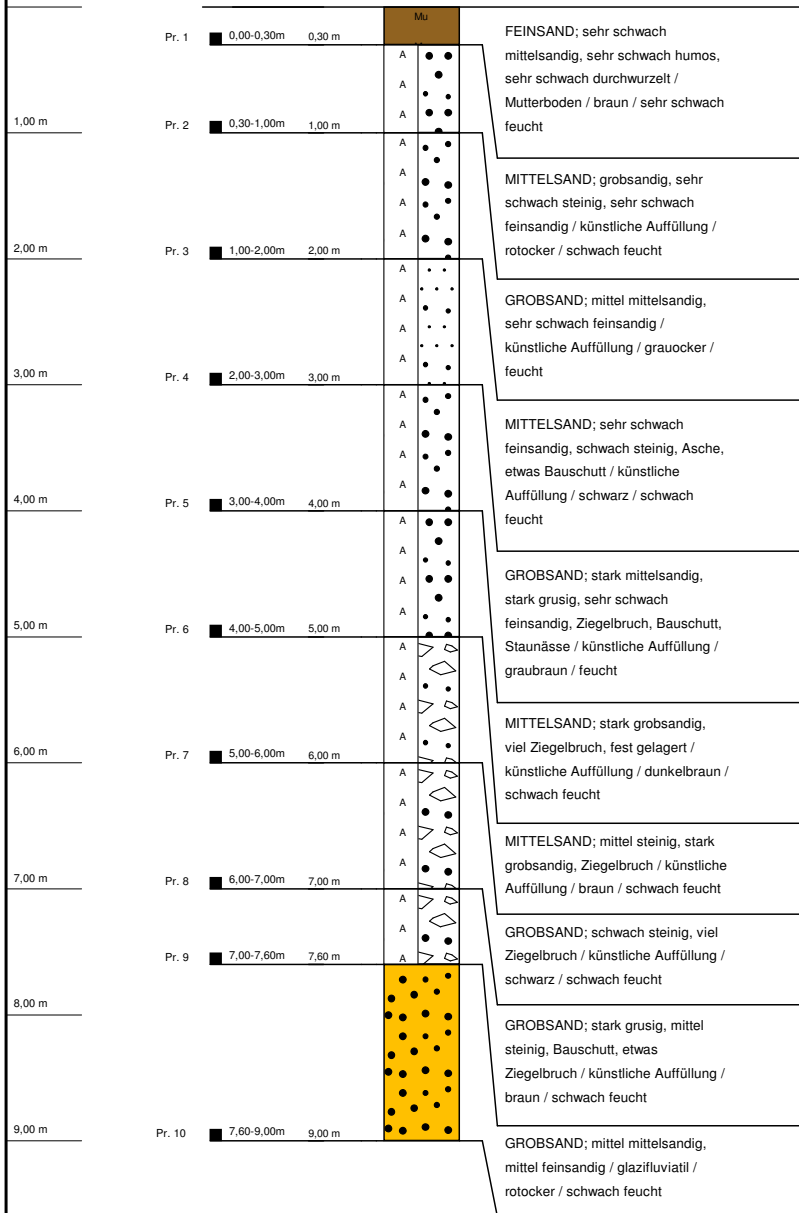 Mu
Pr. 1 0,00-0,30m 0,30 m
FEINSAND; sehr schwach
mittelsandig, sehr schwach humos,
sehr schwach durchwurzelt /
Mutterboden / braun / sehr schwach
feucht
A
A
A
1,00 m Pr. 2 0,30-1,00m 1,00 m
MITTELSAND; grobsandig, sehr
schwach steinig, sehr schwach
feinsandig / künstliche Auffüllung /
rotocker / schwach feucht
A
A
A
A
2,00 m Pr. 3 1,00-2,00m 2,00 m
GROBSAND; mittel mittelsandig,
sehr schwach feinsandig /
künstliche Auffüllung / grauocker /
feucht
A
A
A
A
3,00 m Pr. 4 2,00-3,00m 3,00 m
MITTELSAND; sehr schwach
feinsandig, schwach steinig, Asche,
etwas Bauschutt / künstliche
Auffüllung / schwarz / schwach
feucht
A
A
A
A
4,00 m Pr. 5 3,00-4,00m 4,00 m
GROBSAND; stark mittelsandig,
stark grusig, sehr schwach
feinsandig, Ziegelbruch, Bauschutt,
Staunässe / künstliche Auffüllung /
graubraun / feucht
A
A
A
A
5,00 m Pr. 6 4,00-5,00m 5,00 m
MITTELSAND; stark grobsandig,
viel Ziegelbruch, fest gelagert /
künstliche Auffüllung / dunkelbraun /
schwach feucht
A
A
A
A
6,00 m Pr. 7 5,00-6,00m 6,00 m
MITTELSAND; mittel steinig, stark
grobsandig, Ziegelbruch / künstliche
Auffüllung / braun / schwach feucht
A
A
A
A
7,00 m Pr. 8 6,00-7,00m 7,00 m
GROBSAND; schwach steinig, viel
Ziegelbruch / künstliche Auffüllung /
schwarz / schwach feucht
A
A
A
Pr. 9 7,00-7,60m 7,60 m
8,00 m
GROBSAND; stark grusig, mittel
steinig, Bauschutt, etwas
Ziegelbruch / künstliche Auffüllung /
braun / schwach feucht
9,00 m Pr. 10 7,60-9,00m 9,00 m
GROBSAND; mittel mittelsandig,
mittel feinsandig / glazifluviatil /
rotocker / schwach feucht